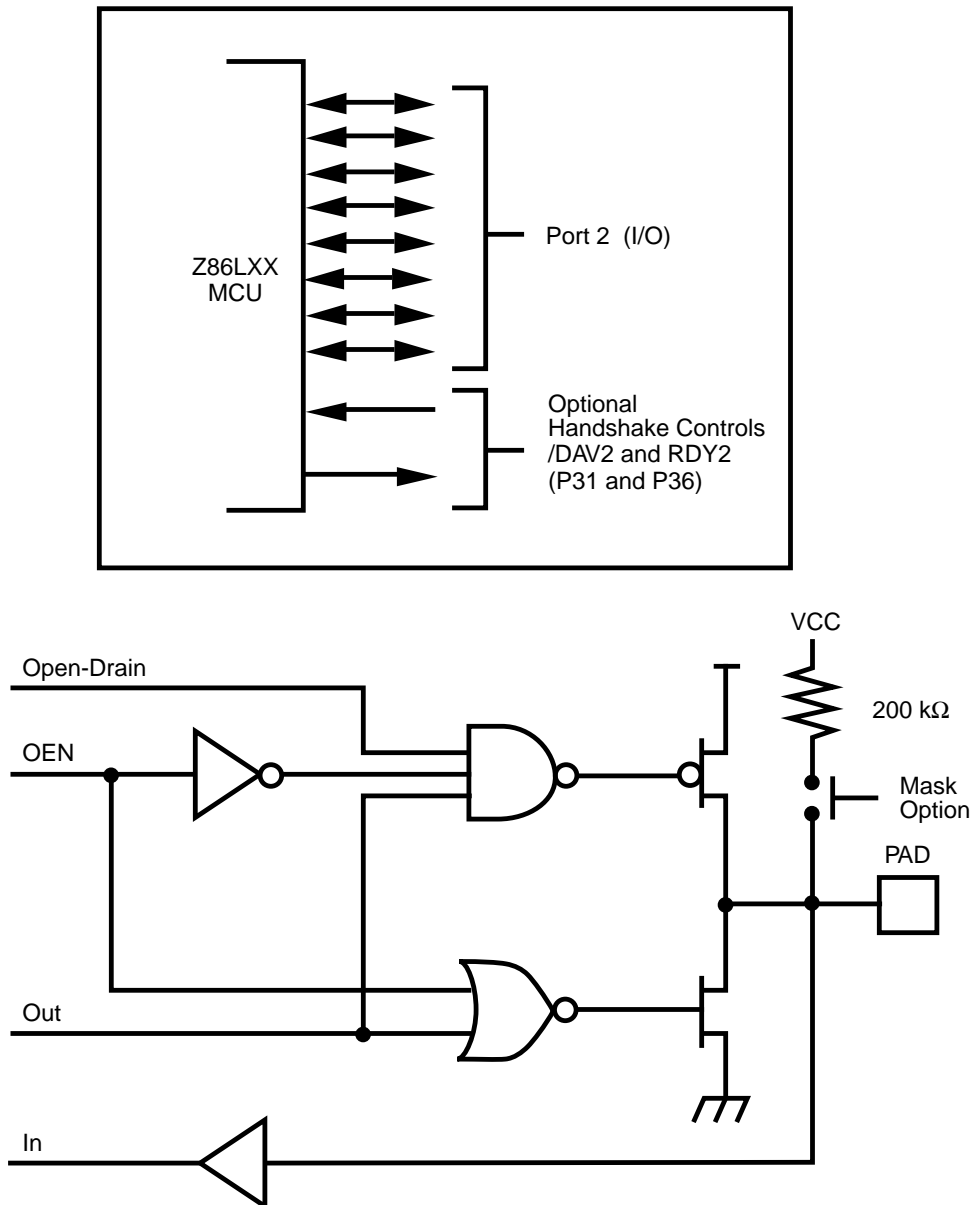 Z86LXX
MCU
Port 2 (I/O)
Optional
Handshake Controls
/DAV2 and RDY2
(P31 and P36)
VCC
Open-Drain
200 kΩ
OEN
Mask
Option
PAD
Out
In